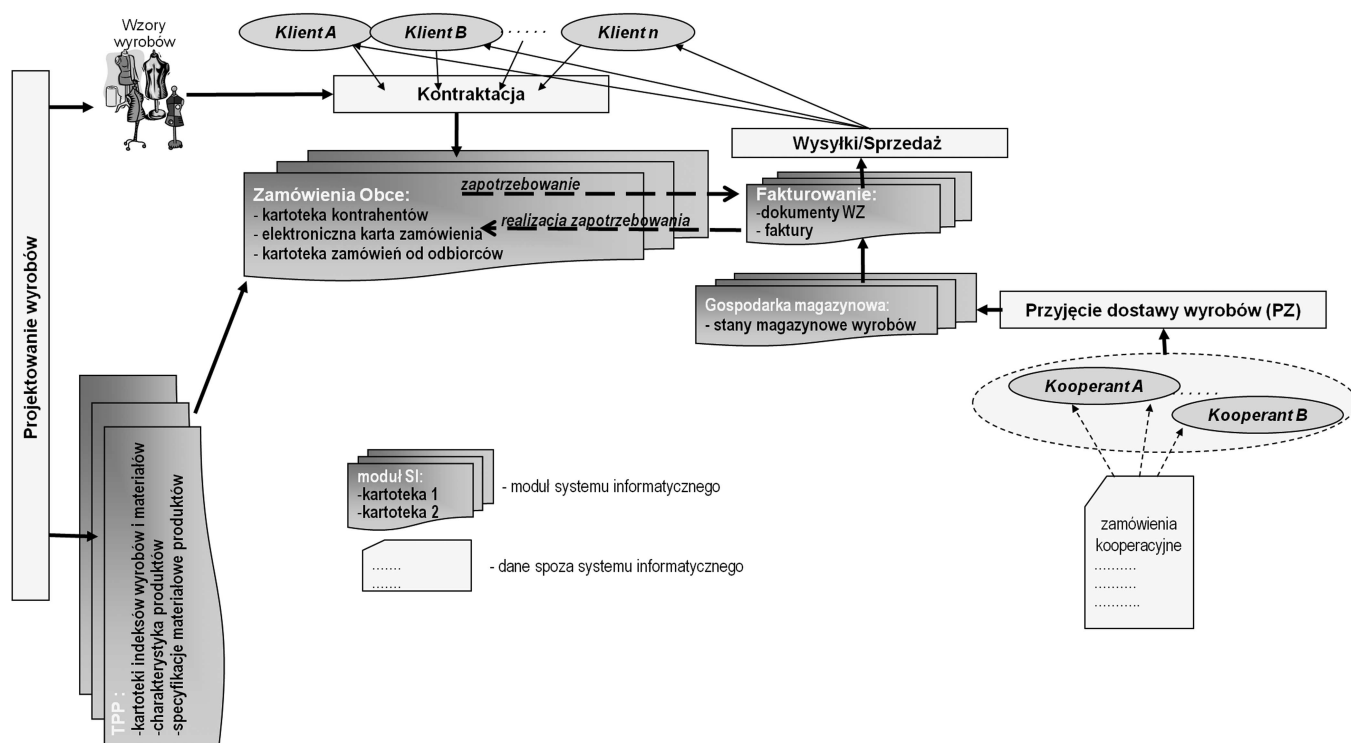 Wzory
wyrobów
Klient A
Klient B
......
Klient n
Kontraktacja
Projektowanie wyrobów
Wysyłki/Sprzedaż
Zamówienia Obce:
- kartoteka kontrahentów
- elektroniczna karta zamówienia
- kartoteka zamówień od odbiorców
zapotrzebowanie
realizacja zapotrzebowania
Fakturowanie:
-dokumenty WZ
- faktury
Gospodarka magazynowa:
- stany magazynowe wyrobów
Przyjęcie dostawy wyrobów (PZ)
Kooperant A
......
Kooperant B
TPP :
-kartoteki indeksów wyrobów i materiałów
-charakterystyka produktów
-specyfikacje materiałowe produktów
moduł SI:
-kartoteka 1
-kartoteka 2
- moduł systemu informatycznego
.......
.......
- dane spoza systemu informatycznego
zamówienia
kooperacyjne
..........
..........
...........